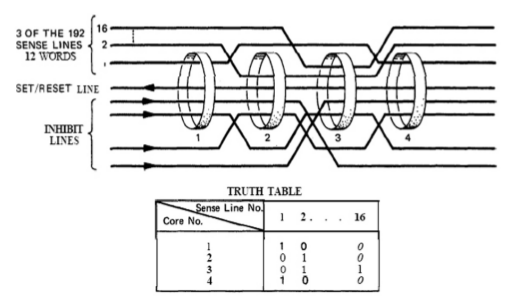 3 OF THE 192
SENSE LINES
12 WORDS
16
2
1
SET/RESET LINE
INHIBIT
LINES
1 2 3 4
TRUTH TABLE
Sense Line No.
Core No.
1 2 . . . 16
1 1 0 0
2 0 1 0
3 0 1 1
4 1 0 0